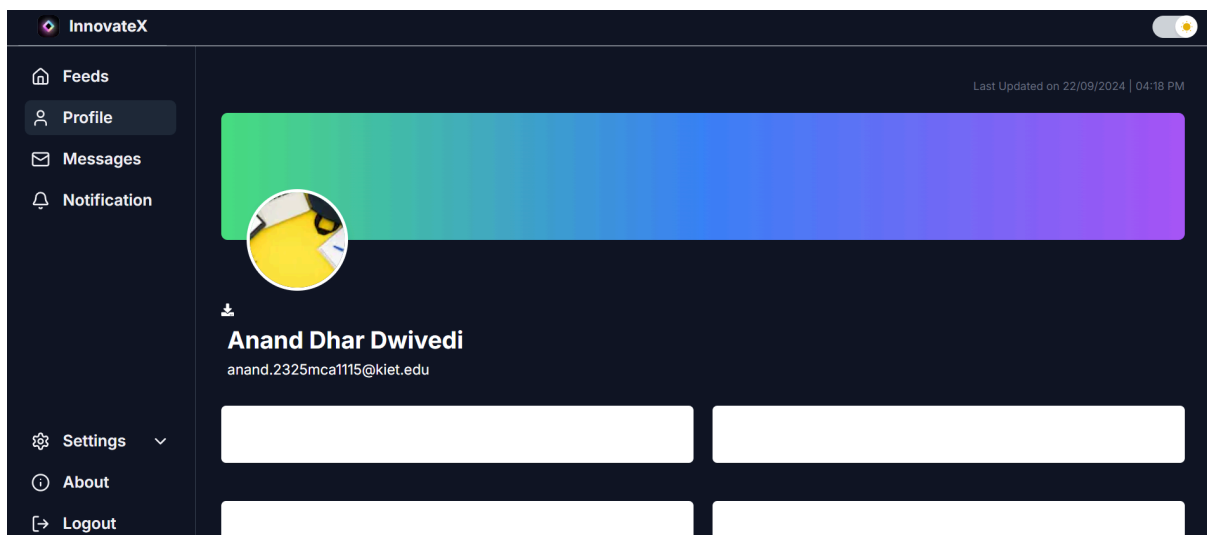 InnovateX
Feeds
Profile
Messages
Notification
Settings
About
Logout
Last Updated on 22/09/2024 | 04:18 PM
Anand Dhar Dwivedi
anand.2325mca1115@kiet.edu